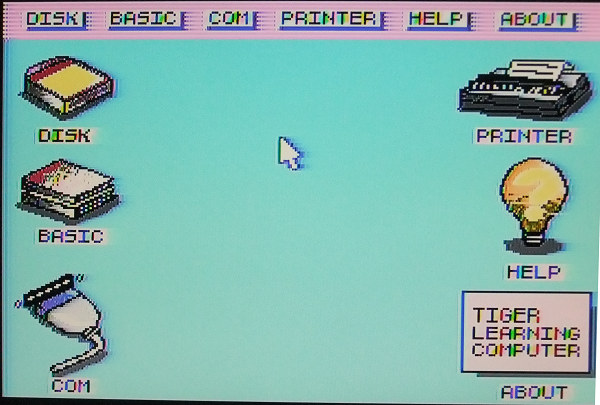 DISK BASIC COM PRINTER HELP ABOUT
DISK
PRINTER
BASIC
HELP
TIGER
LEARNING
COMPUTER
COM
ABOUT